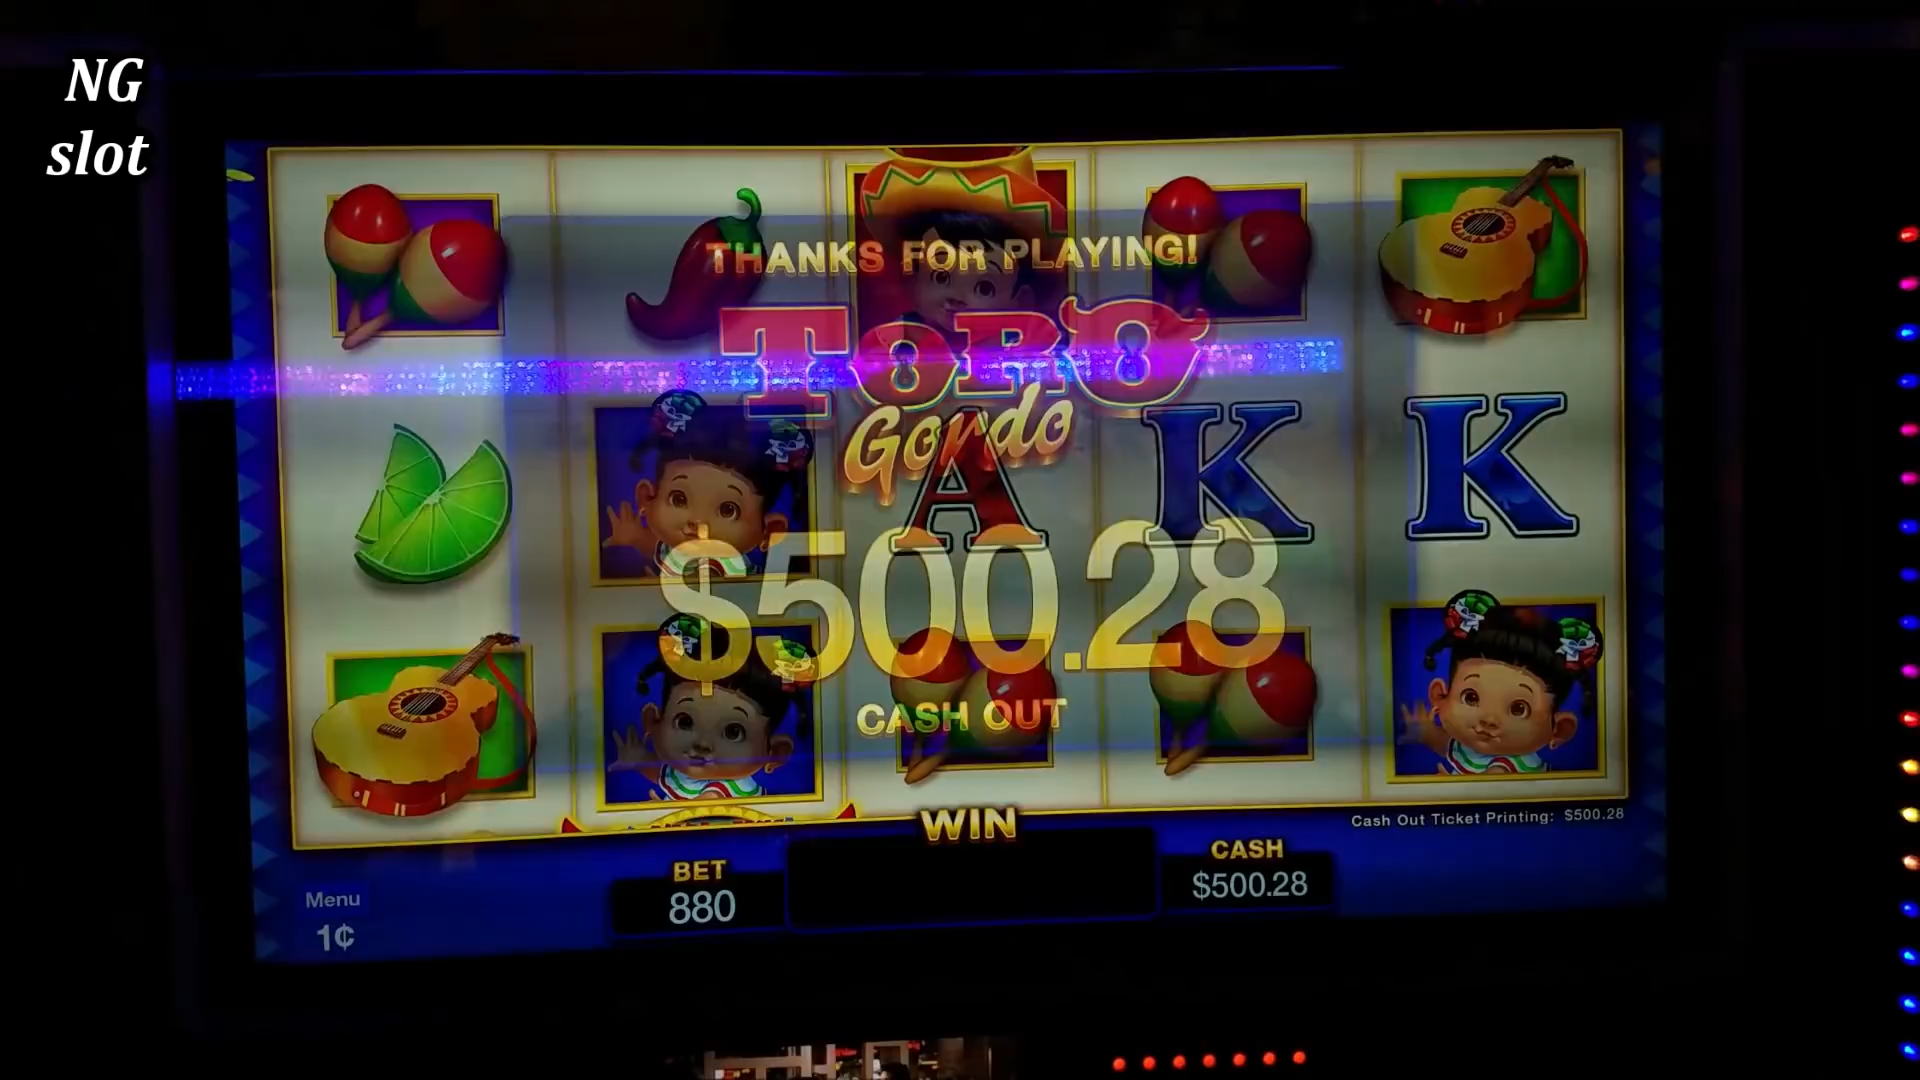 NG
slot
THANKS FOR PLAYING!
TORO
Gordo
A K K
$500.28
CASH OUT
WIN
Cash Out Ticket Printing: $500.28
BET
880
CASH
$500.28
Menu
1¢